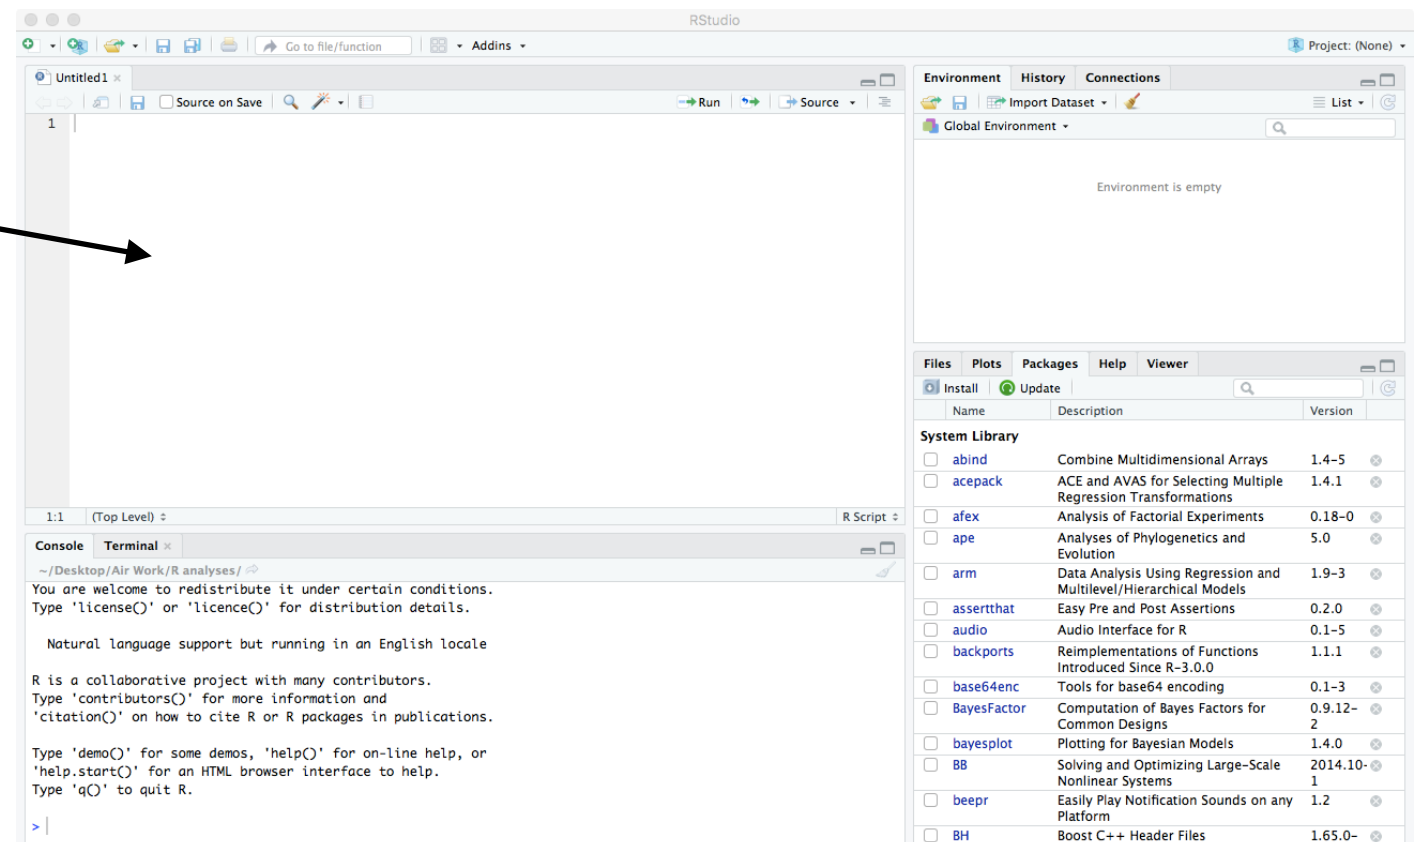 RStudio
Go to file/function
Addins
Project: (None)
Untitled1
Source on Save
Run
Source
1
1:1 (Top Level)
R Script
Console Terminal
~/Desktop/Air Work/R analyses/
You are welcome to redistribute it under certain conditions.
Type 'license()' or 'licence()' for distribution details.
Natural language support but running in an English locale
R is a collaborative project with many contributors.
Type 'contributors()' for more information and
'citation()' on how to cite R or R packages in publications.
Type 'demo()' for some demos, 'help()' for on-line help, or
'help.start()' for an HTML browser interface to help.
Type 'q()' to quit R.
>
Environment History Connections
Import Dataset
List
Global Environment
Environment is empty
Files Plots Packages Help Viewer
Install Update
Name Description Version
System Library
abind Combine Multidimensional Arrays 1.4-5
acepack ACE and AVAS for Selecting Multiple 1.4.1
Regression Transformations
afex Analysis of Factorial Experiments 0.18-0
ape Analyses of Phylogenetics and 5.0
Evolution
arm Data Analysis Using Regression and 1.9-3
Multilevel/Hierarchical Models
assertthat Easy Pre and Post Assertions 0.2.0
audio Audio Interface for R 0.1-5
backports Reimplementations of Functions 1.1.1
Introduced Since R-3.0.0
base64enc Tools for base64 encoding 0.1-3
BayesFactor Computation of Bayes Factors for 0.9.12-
Common Designs 2
bayesplot Plotting for Bayesian Models 1.4.0
BB Solving and Optimizing Large-Scale 2014.10-
Nonlinear Systems 1
beepr Easily Play Notification Sounds on any 1.2
Platform
BH Boost C++ Header Files 1.65.0-